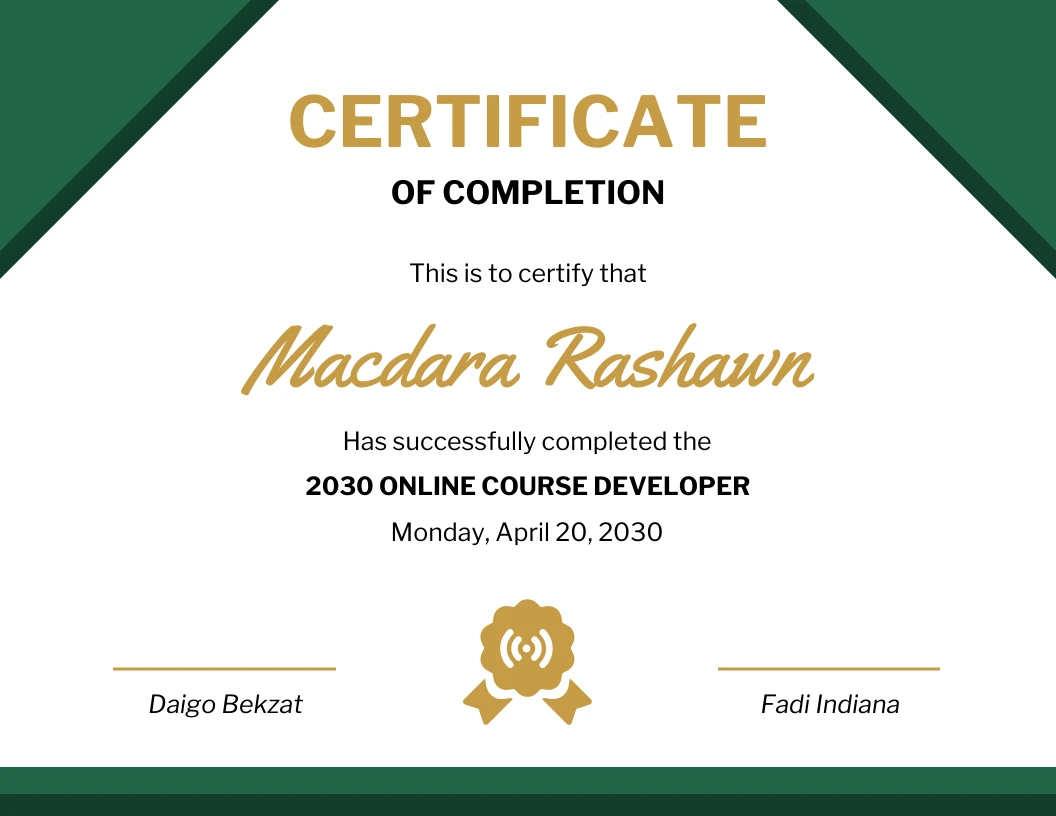 CERTIFICATE
OF COMPLETION
This is to certify that
Macdara Rashawn
Has successfully completed the
2030 ONLINE COURSE DEVELOPER
Monday, April 20, 2030
Daigo Bekzat
Fadi Indiana